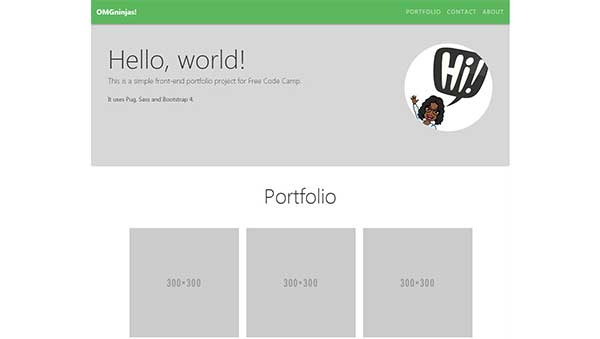 OMGninjas!
PORTFOLIO CONTACT ABOUT
Hello, world!
This is a simple front-end portfolio project for Free Code Camp.
It uses Pug, Sass and Bootstrap 4.
Hi!
Portfolio
300×300 300×300 300×300